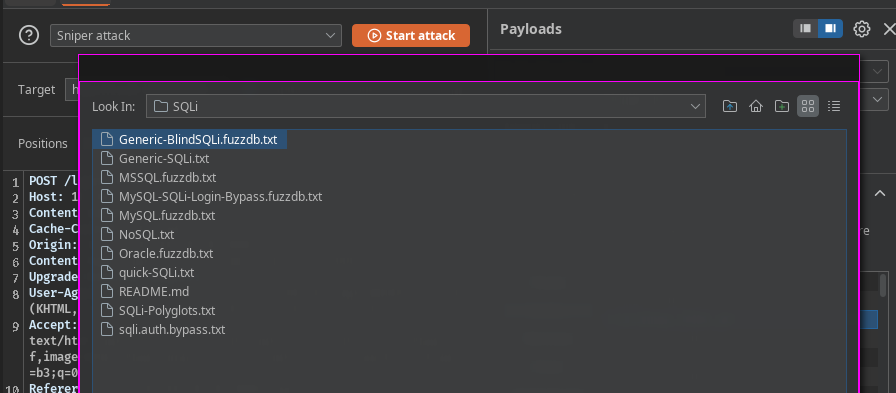 Sniper attack
Start attack
Payloads
Target
Look In:
SQLi
Positions
Generic-BlindSQLi.fuzzdb.txt
Generic-SQLi.txt
MSSQL.fuzzdb.txt
MySQL-SQLi-Login-Bypass.fuzzdb.txt
MySQL.fuzzdb.txt
NoSQL.txt
Oracle.fuzzdb.txt
quick-SQLi.txt
README.md
SQLi-Polyglots.txt
sqli.auth.bypass.txt
1 POST /l
2 Host: 1
3 Content
4 Cache-C
5 Origin:
6 Content
7 Upgrade
8 User-Ag
(KHTML,
9 Accept:
text/ht
f,image
=b3;q=0
10 Referer
re